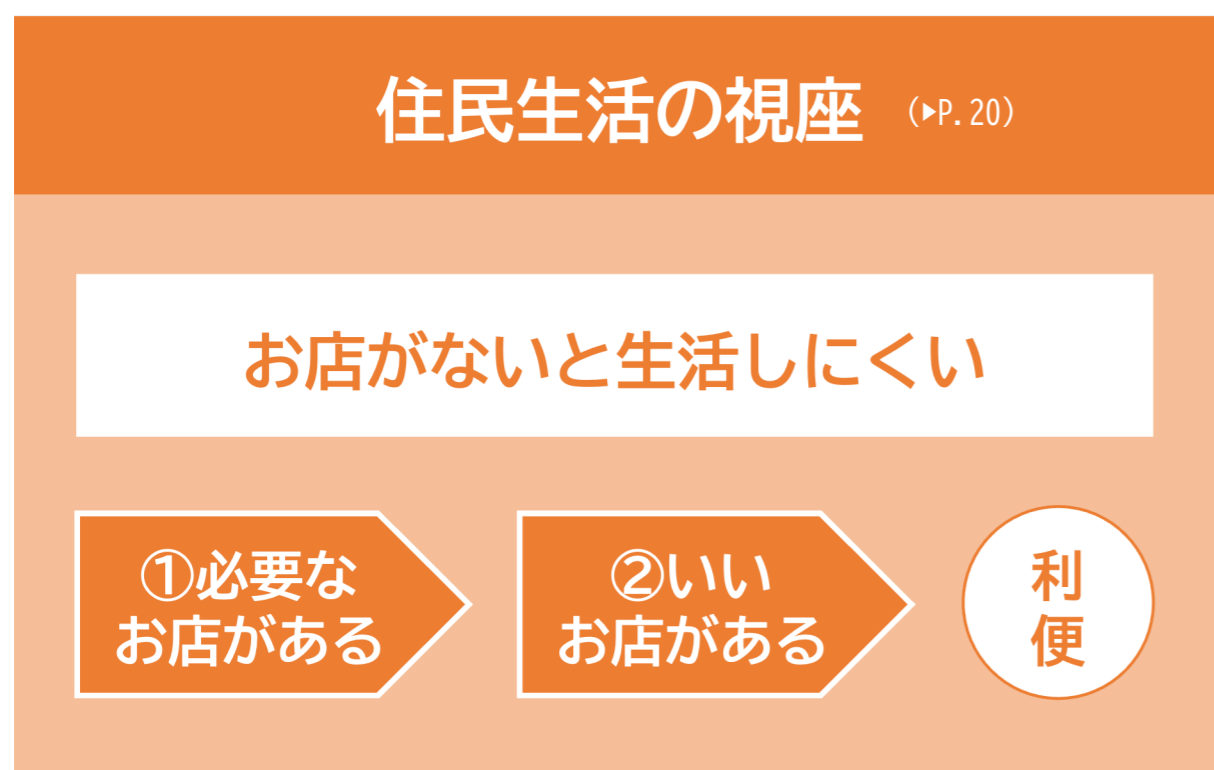 住民生活の視座 (▶P.20)
お店がないと生活しにくい
①必要な
お店がある
②いい
お店がある
利
便